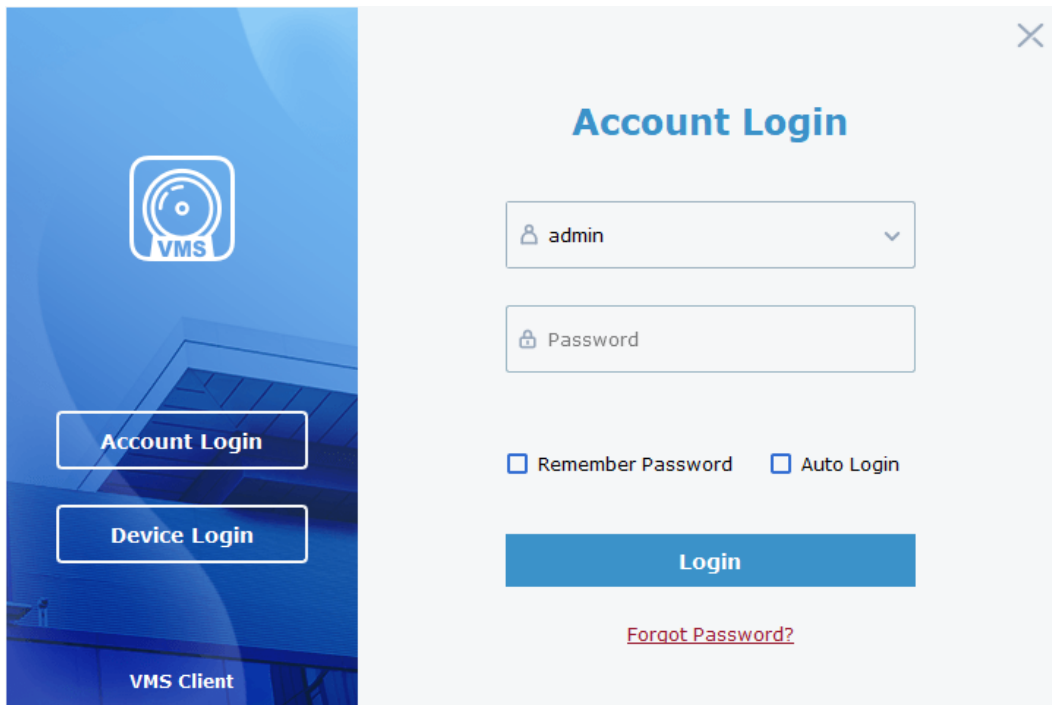 VMS
Account Login
Device Login
VMS Client
Account Login
admin
Password
Remember Password
Auto Login
Login
Forgot Password?